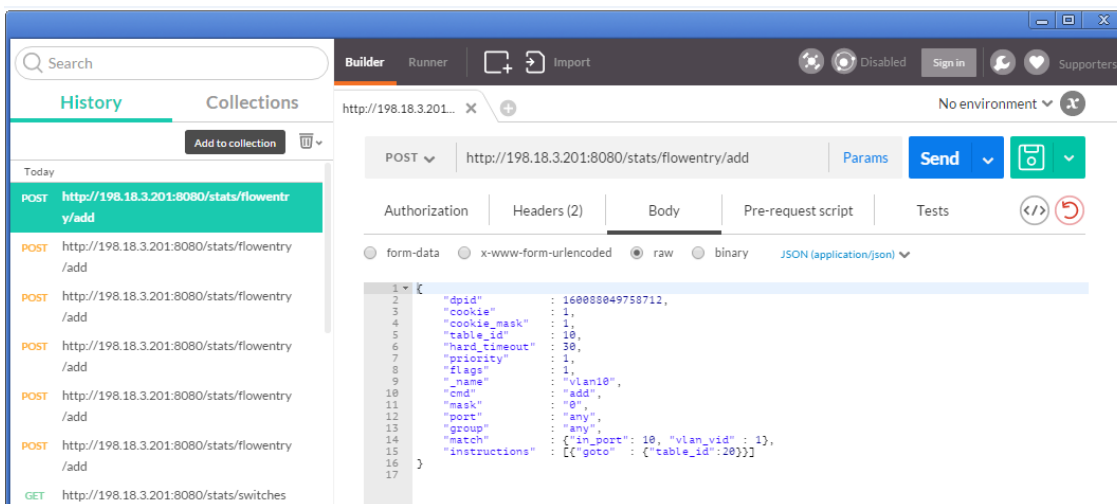 Search
Builder Runner Import Disabled Sign in Supporters
History Collections
http://198.18.3.201... No environment
Add to collection
Today
POST http://198.18.3.201:8080/stats/flowentr
y/add
POST http://198.18.3.201:8080/stats/flowentry
/add
POST http://198.18.3.201:8080/stats/flowentry
/add
POST http://198.18.3.201:8080/stats/flowentry
/add
POST http://198.18.3.201:8080/stats/flowentry
/add
POST http://198.18.3.201:8080/stats/flowentry
/add
GET http://198.18.3.201:8080/stats/switches
POST http://198.18.3.201:8080/stats/flowentry/add Params Send
Authorization Headers (2) Body Pre-request script Tests
form-data x-www-form-urlencoded raw binary JSON (application/json)
1 {
2 "dpid" : 160088049758712,
3 "cookie" : 1,
4 "cookie_mask" : 1,
5 "table_id" : 10,
6 "hard_timeout" : 30,
7 "priority" : 1,
8 "flags" : 1,
9 "_name" : "vlan10",
10 "cmd" : "add",
11 "mask" : "0",
12 "port" : "any",
13 "group" : "any",
14 "match" : {"in_port": 10, "vlan_vid" : 1},
15 "instructions" : [{"goto" : {"table_id":20}}]
16 }
17